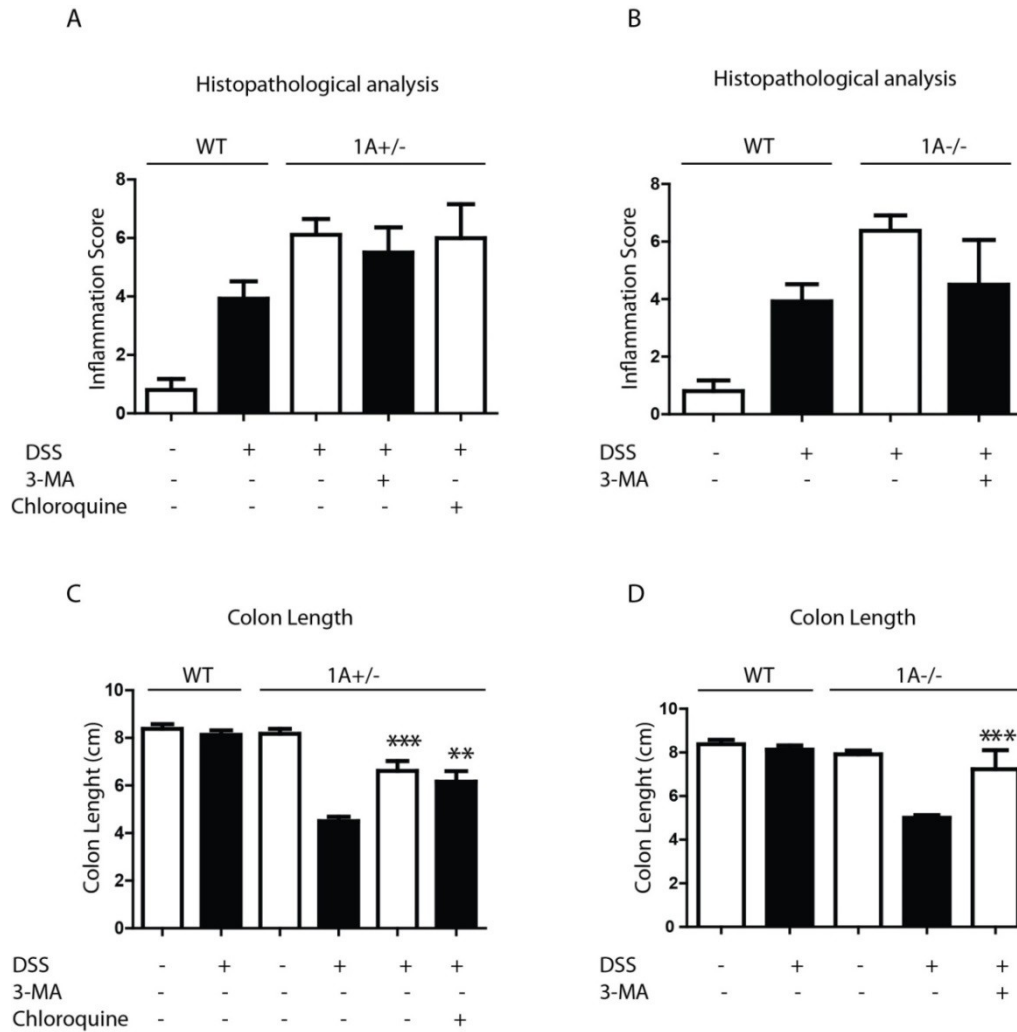 A
Histopathological analysis
WT 1A+/-
Inflammation Score
8
6
4
2
0
DSS - + + + +
3-MA - - - + -
Chloroquine - - - - +
B
Histopathological analysis
WT 1A-/-
Inflammation Score
8
6
4
2
0
DSS - + + +
3-MA - - - +
C
Colon Length
WT 1A+/-
Colon Lenght (cm)
10
8
6
4
2
0
*** **
DSS - + - + + +
3-MA - - - - - -
Chloroquine - - - - - +
D
Colon Length
WT 1A-/-
Colon Lenght (cm)
10
8
6
4
2
0
***
DSS - + - + +
3-MA - - - - +